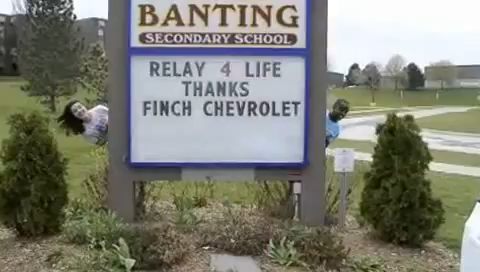 BANTING
SECONDARY SCHOOL
RELAY 4 LIFE
THANKS
FINCH CHEVROLET